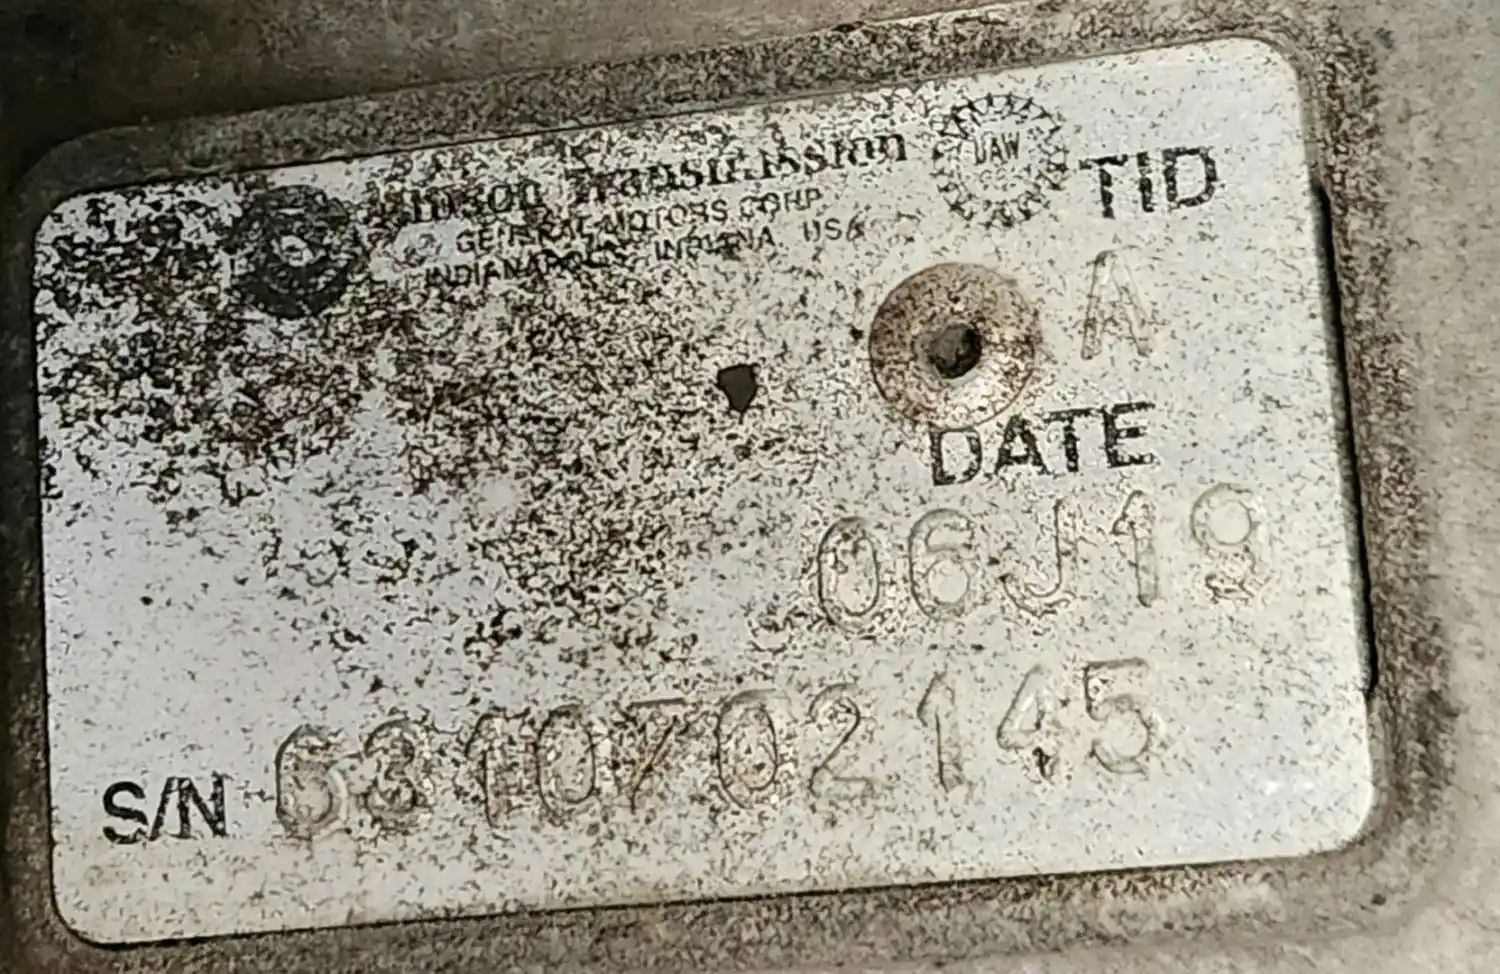 Allison Transmission
GENERAL MOTORS CORP
INDIANAPOLIS, INDIANA, USA
UAW
TID
A
DATE
06J19
S/N 6310702145